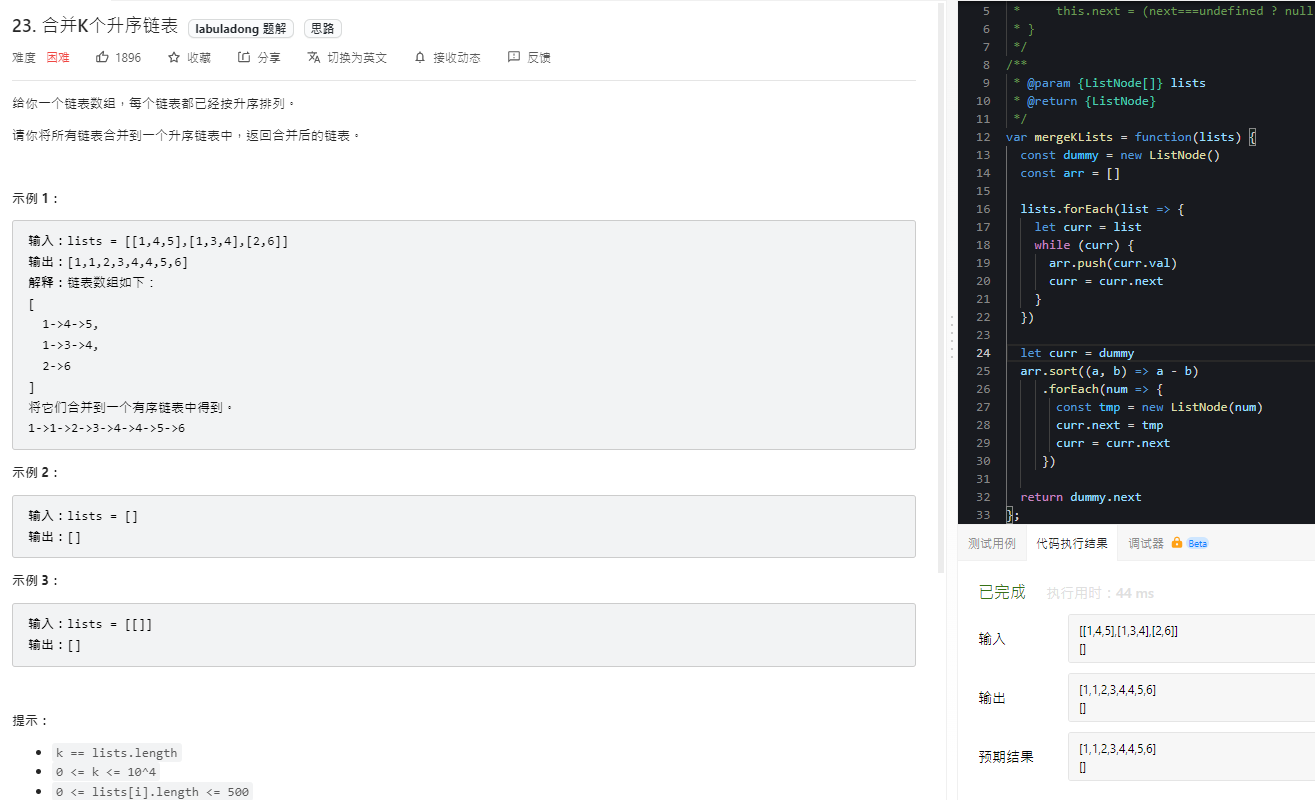 23. 合并K个升序链表 labuladong 题解 思路
难度 困难 1896 收藏 分享 切换为英文 接收动态 反馈
给你一个链表数组，每个链表都已经按升序排列。
请你将所有链表合并到一个升序链表中，返回合并后的链表。
示例 1：
输入：lists = [[1,4,5],[1,3,4],[2,6]]
输出：[1,1,2,3,4,4,5,6]
解释：链表数组如下：
[
  1->4->5,
  1->3->4,
  2->6
]
将它们合并到一个有序链表中得到。
1->1->2->3->4->4->5->6
示例 2：
输入：lists = []
输出：[]
示例 3：
输入：lists = [[]]
输出：[]
提示：
• k == lists.length
• 0 <= k <= 10^4
• 0 <= lists[i].length <= 500
5  *     this.next = (next===undefined ? null
6  * }
7  */
8 /**
9  * @param {ListNode[]} lists
10  * @return {ListNode}
11  */
12 var mergeKLists = function(lists) {
13   const dummy = new ListNode()
14   const arr = []
15
16   lists.forEach(list => {
17     let curr = list
18     while (curr) {
19       arr.push(curr.val)
20       curr = curr.next
21     }
22   })
23
24   let curr = dummy
25   arr.sort((a, b) => a - b)
26      .forEach(num => {
27        const tmp = new ListNode(num)
28        curr.next = tmp
29        curr = curr.next
30      })
31
32   return dummy.next
33 };
测试用例 代码执行结果 调试器 Beta
已完成 执行用时：44 ms
输入
[[1,4,5],[1,3,4],[2,6]]
[]
输出
[1,1,2,3,4,4,5,6]
[]
预期结果
[1,1,2,3,4,4,5,6]
[]